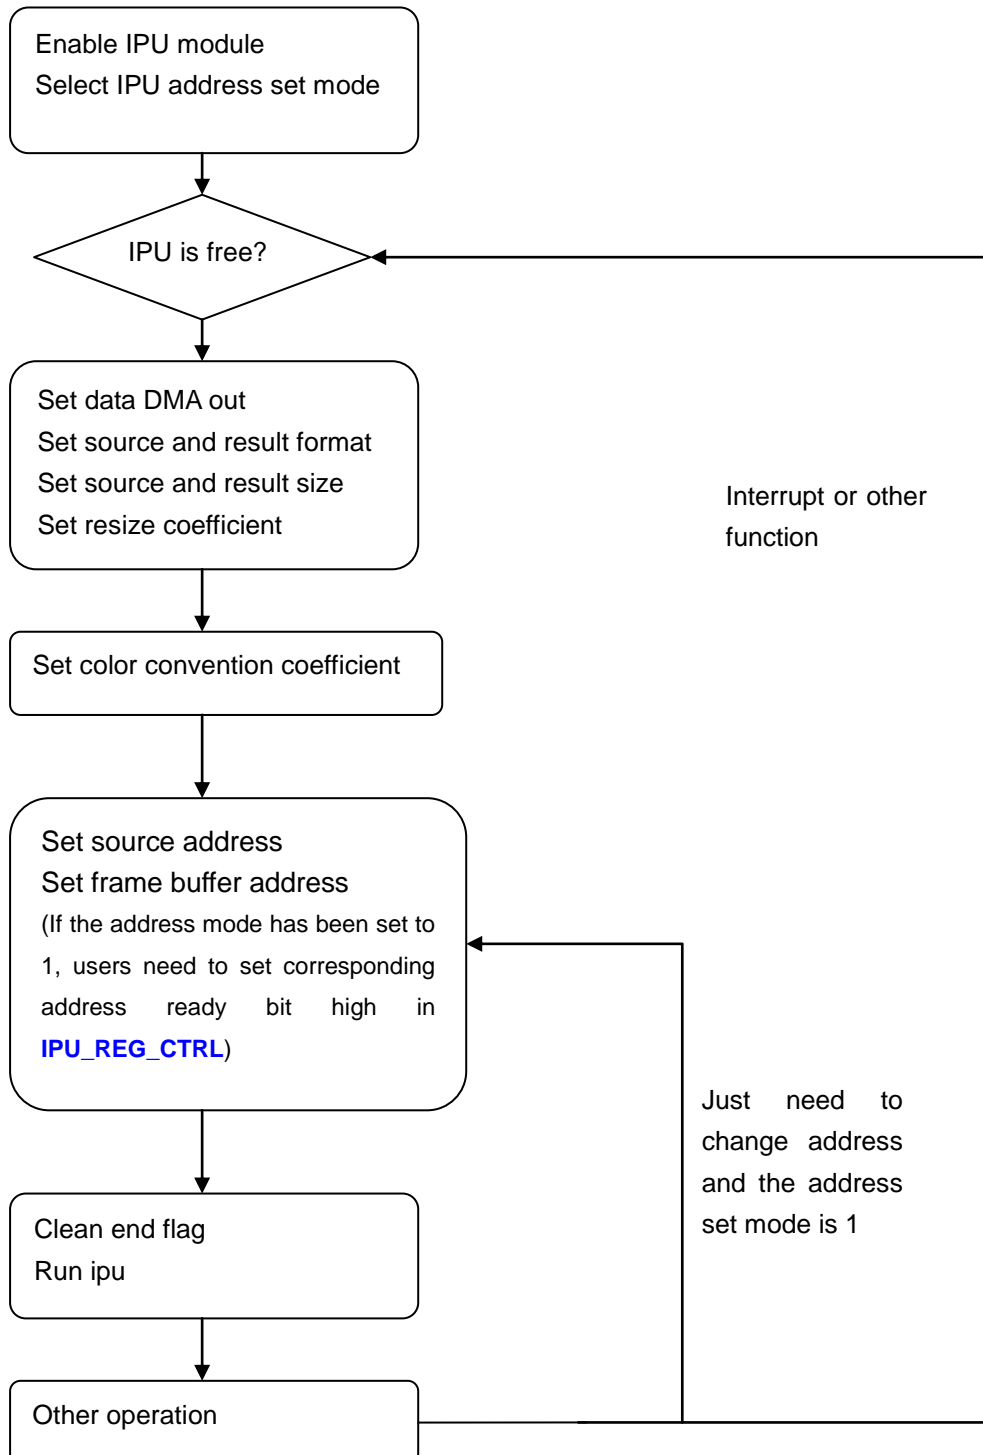 Enable IPU module
Select IPU address set mode
IPU is free?
Set data DMA out
Set source and result format
Set source and result size
Set resize coefficient
Interrupt or other
function
Set color convention coefficient
Set source address
Set frame buffer address
(If the address mode has been set to
1, users need to set corresponding
address ready bit high in
IPU_REG_CTRL)
Just need to
change address
and the address
set mode is 1
Clean end flag
Run ipu
Other operation